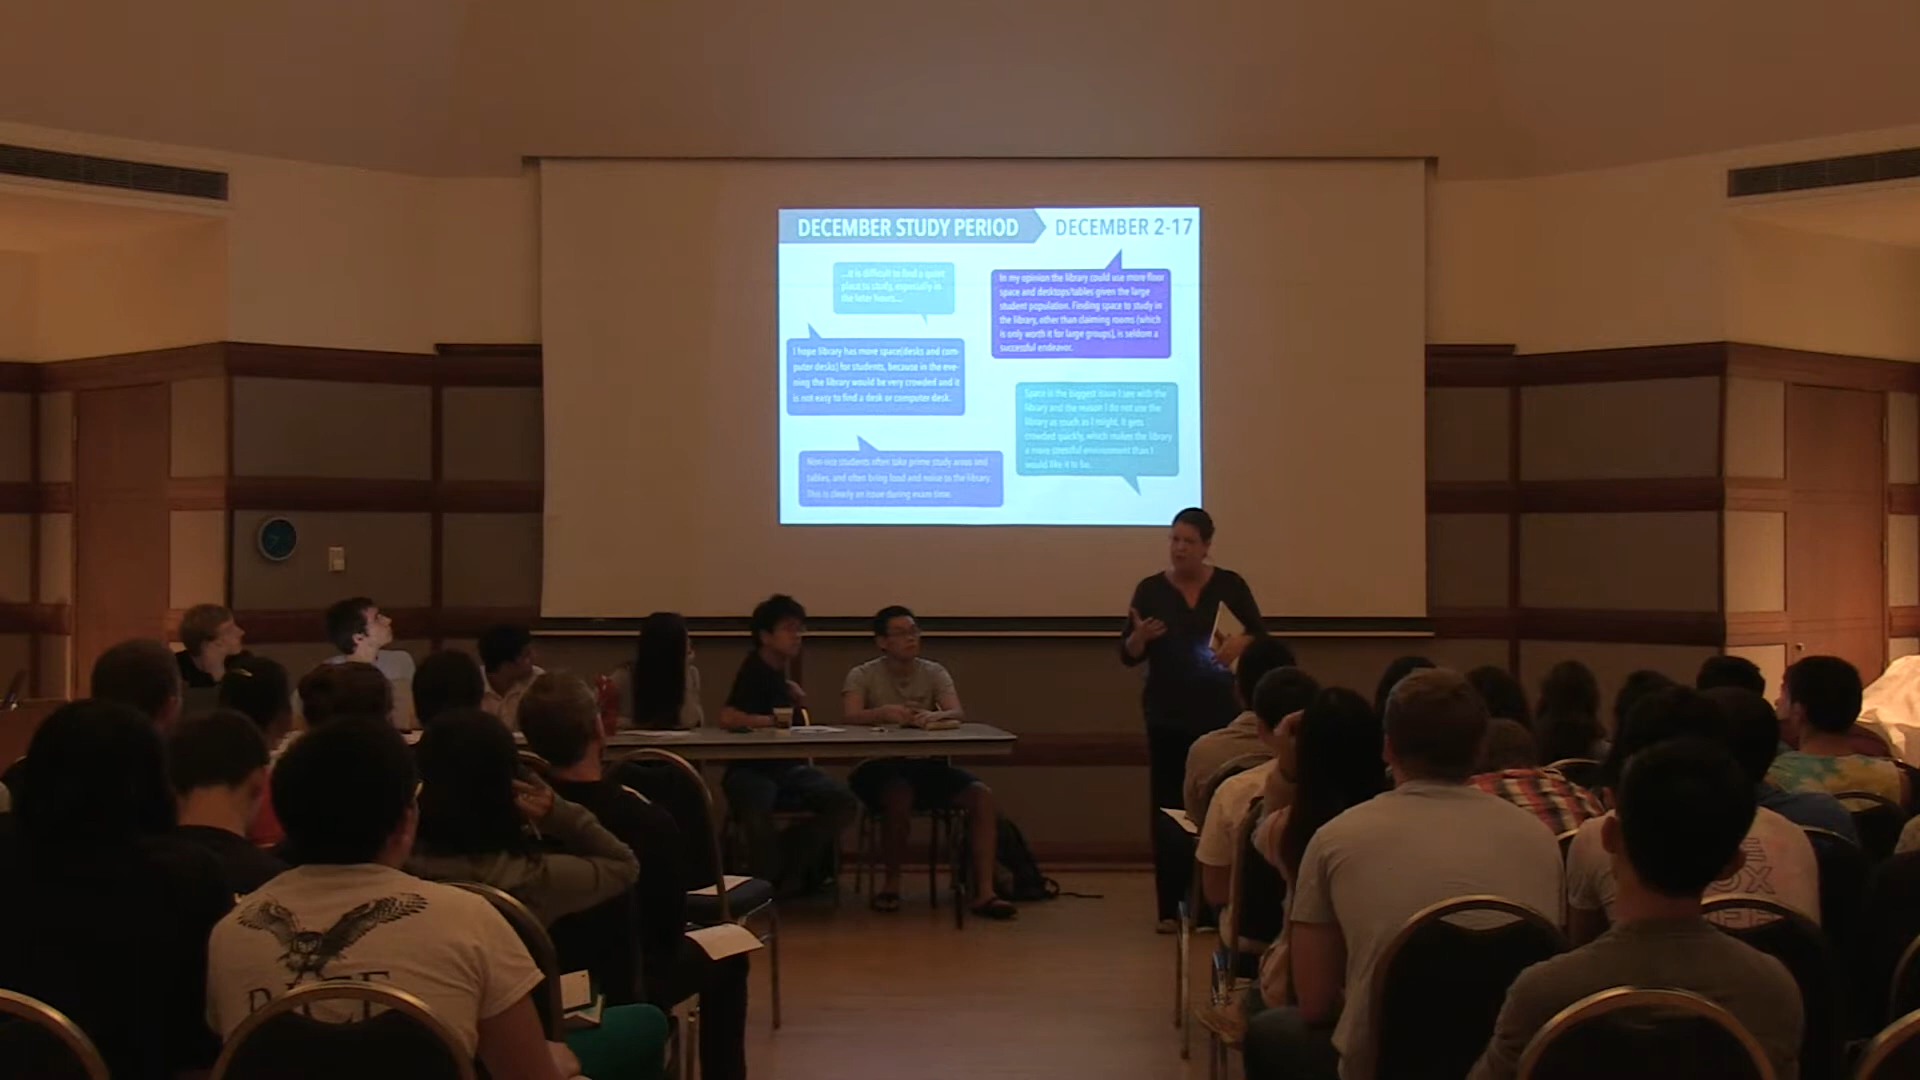 DECEMBER STUDY PERIOD
DECEMBER 2-17
...it is difficult to find a quiet
place to study, especially in
the later hours...
In my opinion the library could use more floor
space and desktops/tables given the large
student population. Finding space to study in
the library, other than claiming rooms (which
is only worth it for large groups), is seldom a
successful endeavor.
I hope library has more space(desks and com-
puter desks) for students, because in the eve-
ning the library would be very crowded and it
is not easy to find a desk or computer desk.
Space is the biggest issue I see with the
library and the reason I do not use the
library as much as I might. It gets
crowded quickly, which makes the library
a more stressful environment than I
would like it to be.
Non-rice students often take prime study areas and
tables, and often bring food and noise to the library.
This is clearly an issue during exam time.